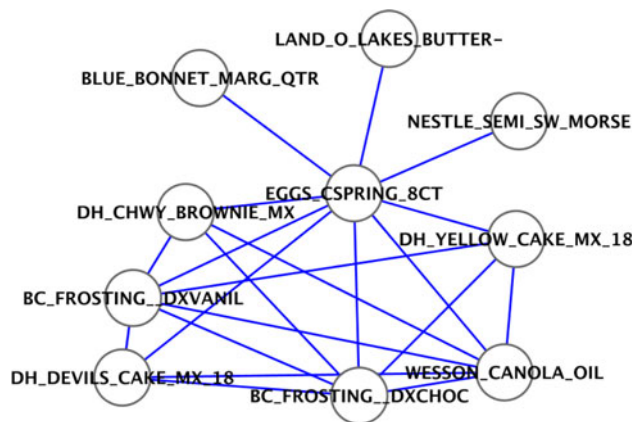 LAND_O_LAKES_BUTTER-
BLUE_BONNET_MARG_QTR
NESTLE_SEMI_SW_MORSE
EGGS_CSPRING_8CT
DH_CHWY_BROWNIE_MX
DH_YELLOW_CAKE_MX_18
BC_FROSTING__DXVANIL
DH_DEVILS_CAKE_MX_18
WESSON_CANOLA_OIL
BC_FROSTING__DXCHOC